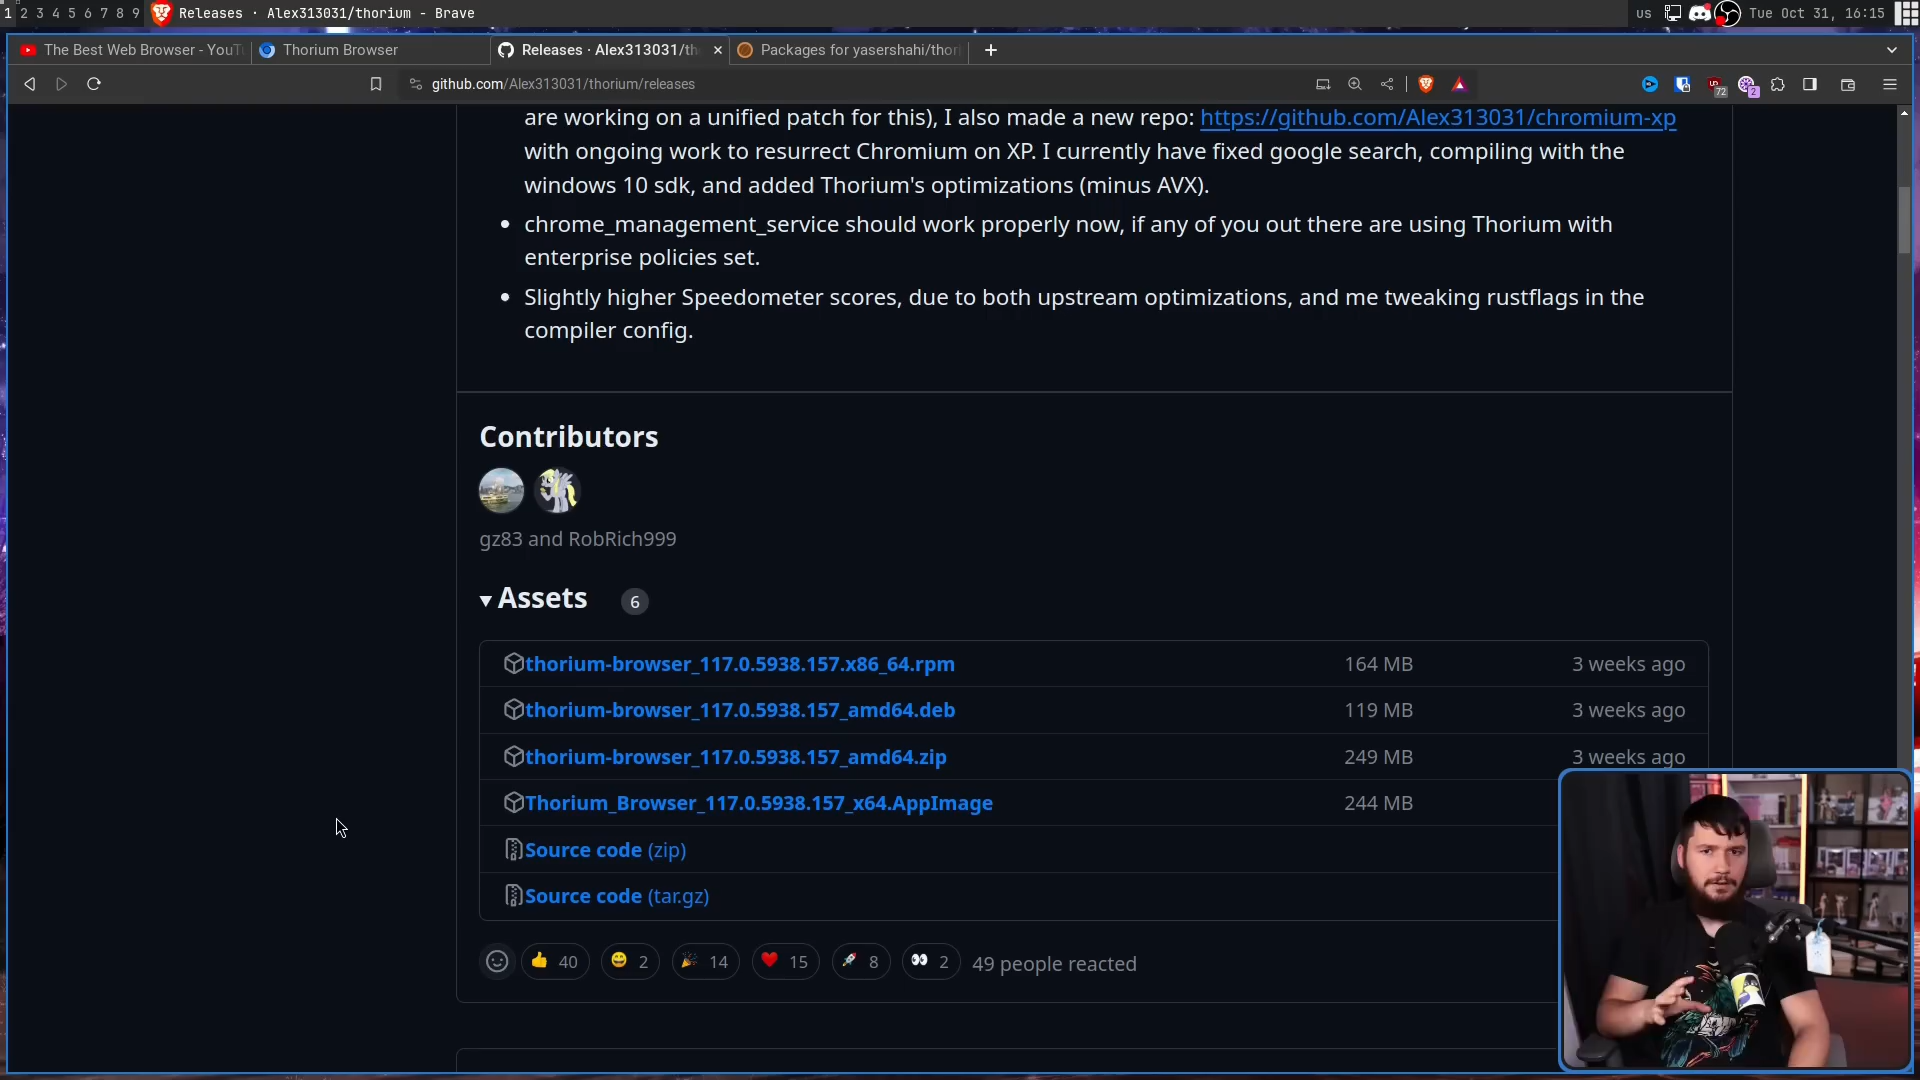 1 2 3 4 5 6 7 8 9 Releases · Alex313031/thorium - Brave us Tue Oct 31, 16:15
The Best Web Browser - YouT Thorium Browser Releases · Alex313031/th Packages for yasershahi/thor
github.com/Alex313031/thorium/releases 72 2
are working on a unified patch for this), I also made a new repo: https://github.com/Alex313031/chromium-xp
with ongoing work to resurrect Chromium on XP. I currently have fixed google search, compiling with the
windows 10 sdk, and added Thorium's optimizations (minus AVX).
• chrome_management_service should work properly now, if any of you out there are using Thorium with
enterprise policies set.
• Slightly higher Speedometer scores, due to both upstream optimizations, and me tweaking rustflags in the
compiler config.
Contributors
gz83 and RobRich999
Assets 6
thorium-browser_117.0.5938.157.x86_64.rpm 164 MB 3 weeks ago
thorium-browser_117.0.5938.157_amd64.deb 119 MB 3 weeks ago
thorium-browser_117.0.5938.157_amd64.zip 249 MB 3 weeks ago
Thorium_Browser_117.0.5938.157_x64.AppImage 244 MB
Source code (zip)
Source code (tar.gz)
👍 40 😄 2 🎉 14 ❤️ 15 🚀 8 👀 2 49 people reacted